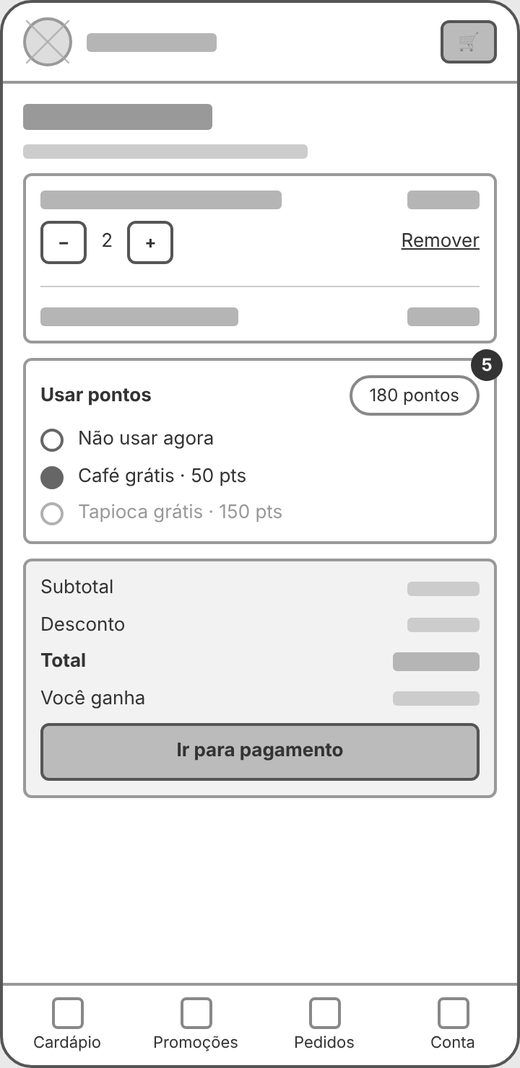 − 2 + Remover
5
Usar pontos 180 pontos
Não usar agora
Café grátis · 50 pts
Tapioca grátis · 150 pts
Subtotal
Desconto
Total
Você ganha
Ir para pagamento
Cardápio Promoções Pedidos Conta